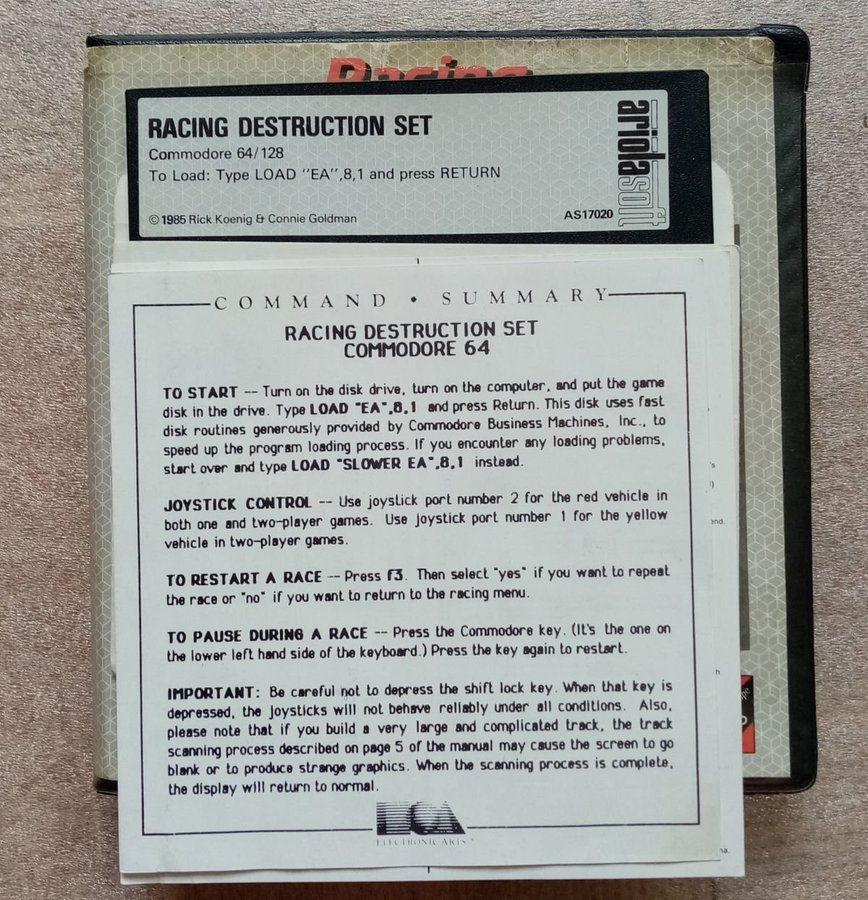 Racing
RACING DESTRUCTION SET
Commodore 64/128
To Load: Type LOAD "EA",8,1 and press RETURN
© 1985 Rick Koenig & Connie Goldman
AS17020
ariolasoft
COMMAND • SUMMARY
RACING DESTRUCTION SET
COMMODORE 64
TO START -- Turn on the disk drive, turn on the computer, and put the game
disk in the drive. Type LOAD "EA",8,1 and press Return. This disk uses fast
disk routines generously provided by Commodore Business Machines, Inc., to
speed up the program loading process. If you encounter any loading problems,
start over and type LOAD "SLOWER EA",8,1 instead.
JOYSTICK CONTROL -- Use joystick port number 2 for the red vehicle in
both one and two-player games. Use joystick port number 1 for the yellow
vehicle in two-player games.
TO RESTART A RACE -- Press f3. Then select "yes" if you want to repeat
the race or "no" if you want to return to the racing menu.
TO PAUSE DURING A RACE -- Press the Commodore key. (It's the one on
the lower left hand side of the keyboard.) Press the key again to restart.
IMPORTANT: Be careful not to depress the shift lock key. When that key is
depressed, the joysticks will not behave reliably under all conditions. Also,
please note that if you build a very large and complicated track, the track
scanning process described on page 5 of the manual may cause the screen to go
blank or to produce strange graphics. When the scanning process is complete,
the display will return to normal.
ELECTRONIC ARTS™